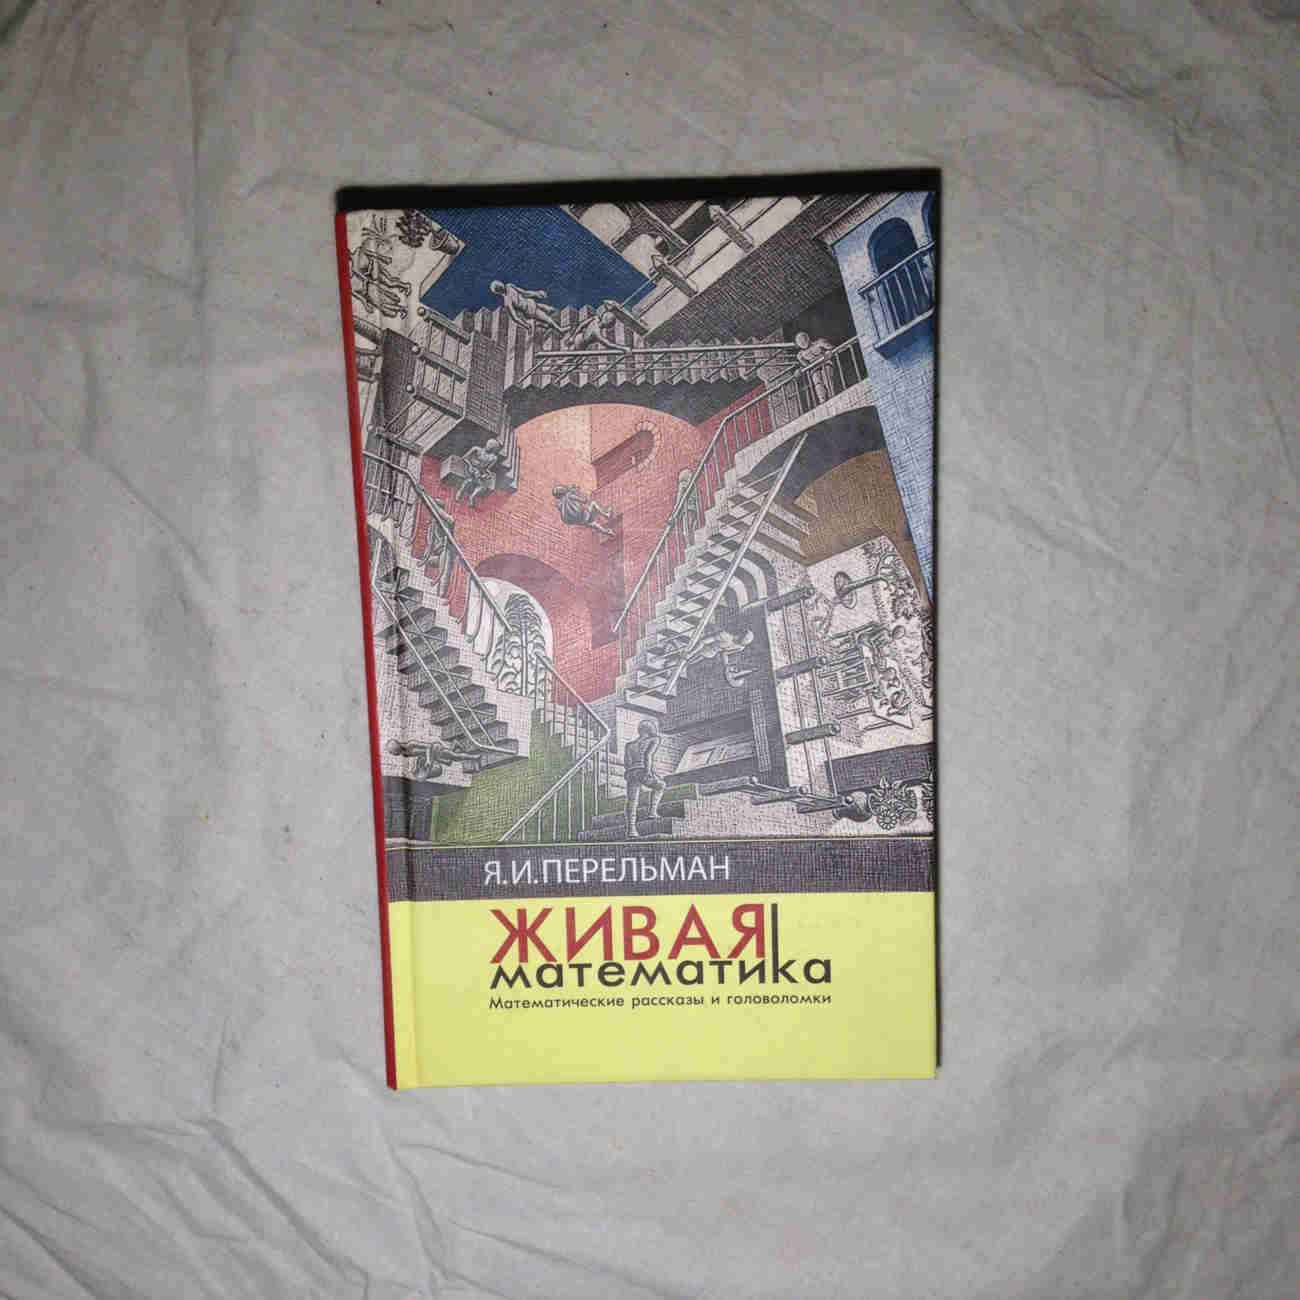 Я.И.ПЕРЕЛЬМАН
ЖИВАЯ
математика
Математические рассказы и головоломки